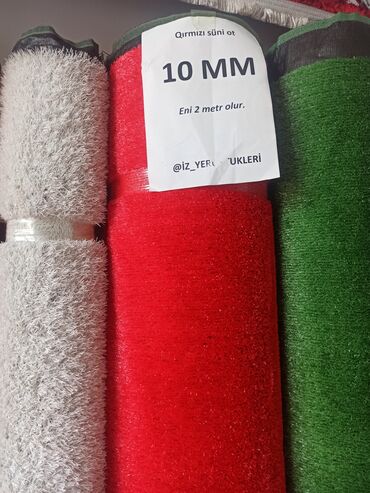 Qırmızı süni ot
10 MM
Eni 2 metr olur.